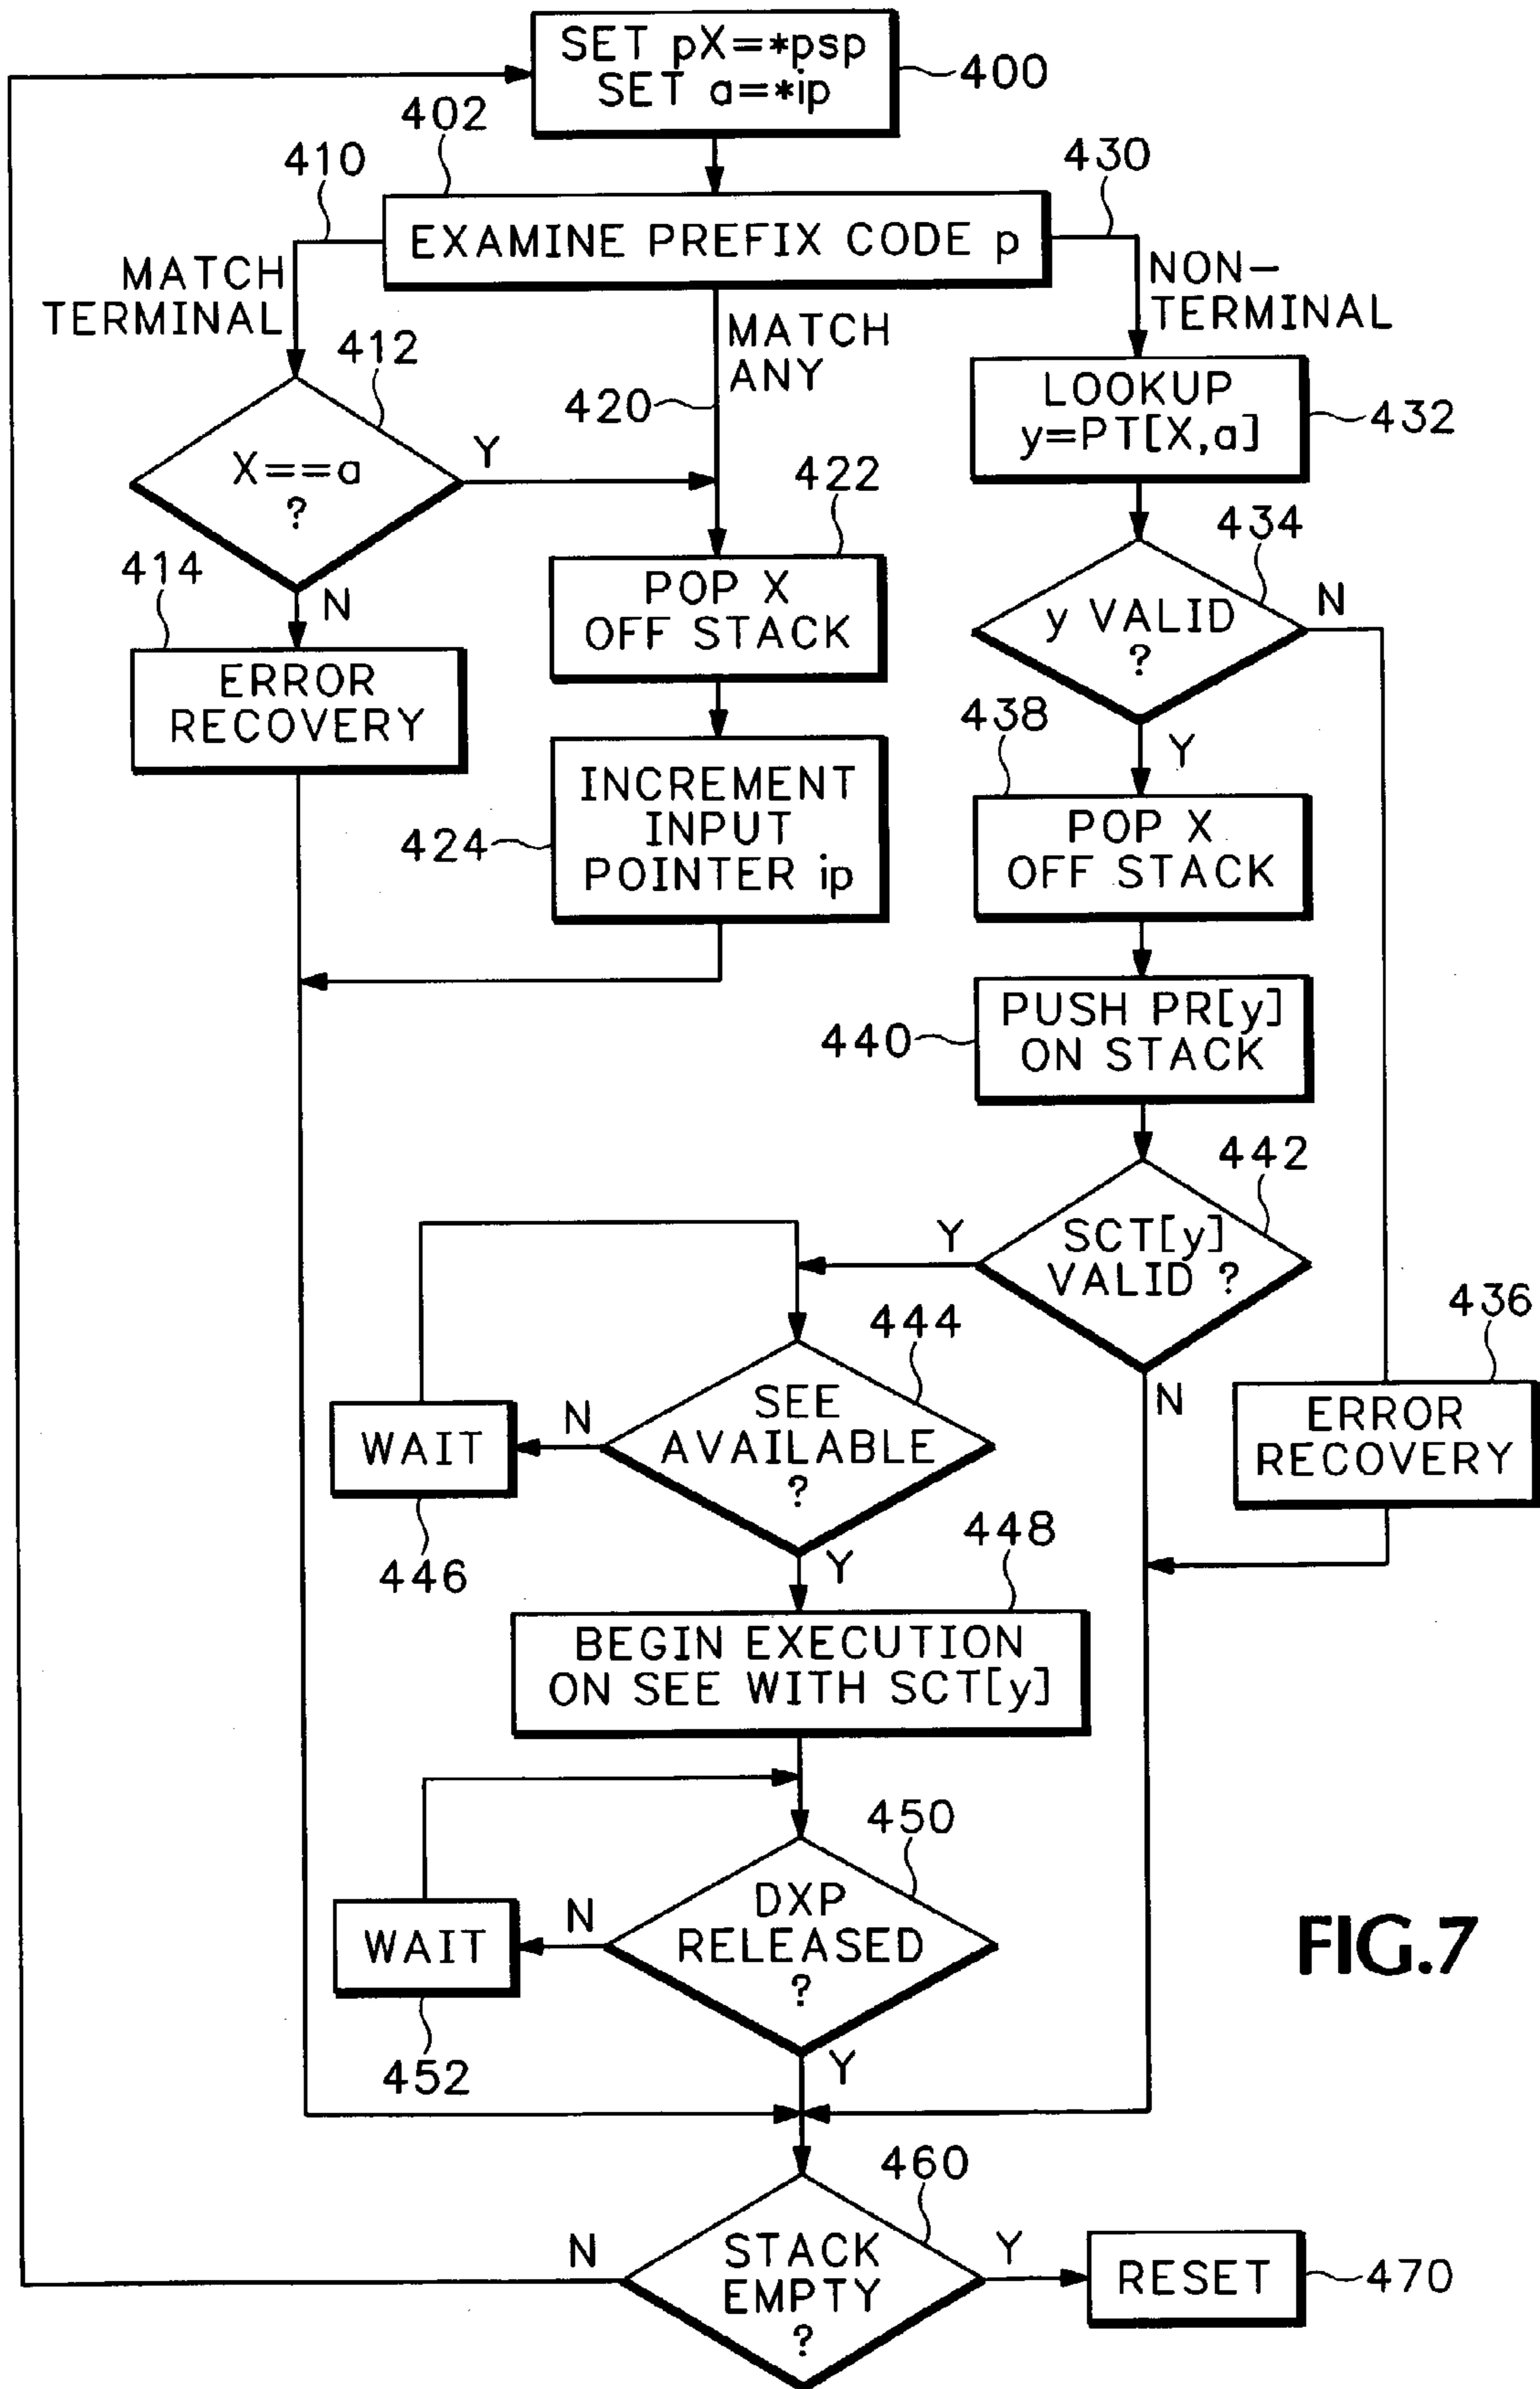 SET pX=*psp
SET a=*ip
400
402
410
430
EXAMINE PREFIX CODE p
MATCH
TERMINAL
MATCH
ANY
NON-
TERMINAL
412
420
LOOKUP
y=PT[X,a]
432
X==a
?
Y
N
422
434
414
ERROR
RECOVERY
POP X
OFF STACK
y VALID
?
N
Y
438
424
INCREMENT
INPUT
POINTER ip
POP X
OFF STACK
440
PUSH PR[y]
ON STACK
442
SCT[y]
VALID ?
Y
N
436
ERROR
RECOVERY
444
SEE
AVAILABLE
?
N
WAIT
446
Y
448
BEGIN EXECUTION
ON SEE WITH SCT[y]
450
DXP
RELEASED
?
N
WAIT
452
Y
FIG.7
460
STACK
EMPTY
?
N
Y
RESET
470